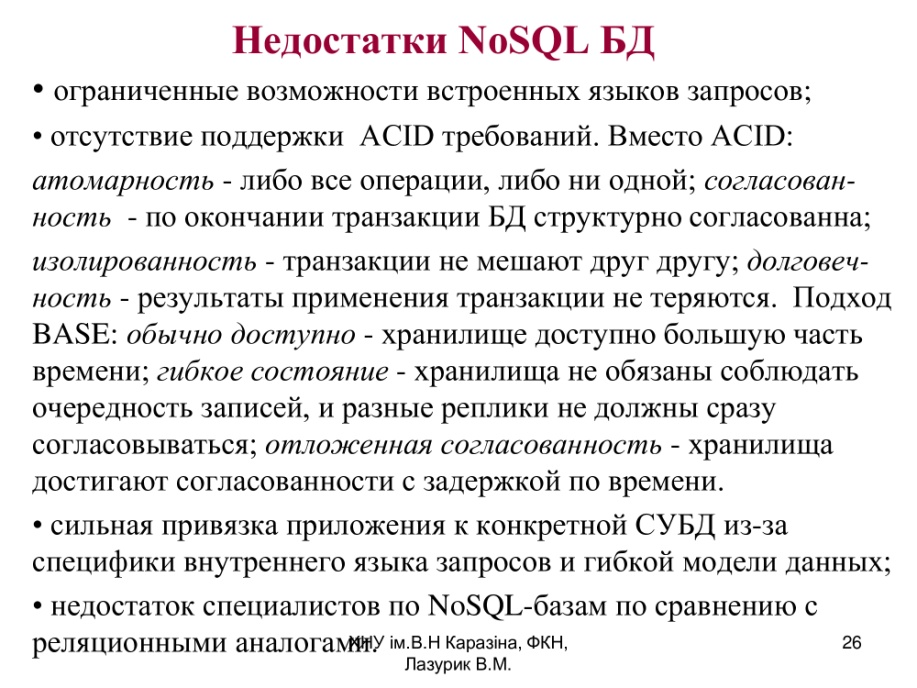 Недостатки NoSQL БД
• ограниченные возможности встроенных языков запросов;
• отсутствие поддержки ACID требований. Вместо ACID:
атомарность - либо все операции, либо ни одной; согласован-
ность - по окончании транзакции БД структурно согласованна;
изолированность - транзакции не мешают друг другу; долговеч-
ность - результаты применения транзакции не теряются. Подход
BASE: обычно доступно - хранилище доступно большую часть
времени; гибкое состояние - хранилища не обязаны соблюдать
очередность записей, и разные реплики не должны сразу
согласовываться; отложенная согласованность - хранилища
достигают согласованности с задержкой по времени.
• сильная привязка приложения к конкретной СУБД из-за
специфики внутреннего языка запросов и гибкой модели данных;
• недостаток специалистов по NoSQL-базам по сравнению с
реляционными аналогами.
ХНУ ім.В.Н Каразіна, ФКН,
Лазурик В.М.
26